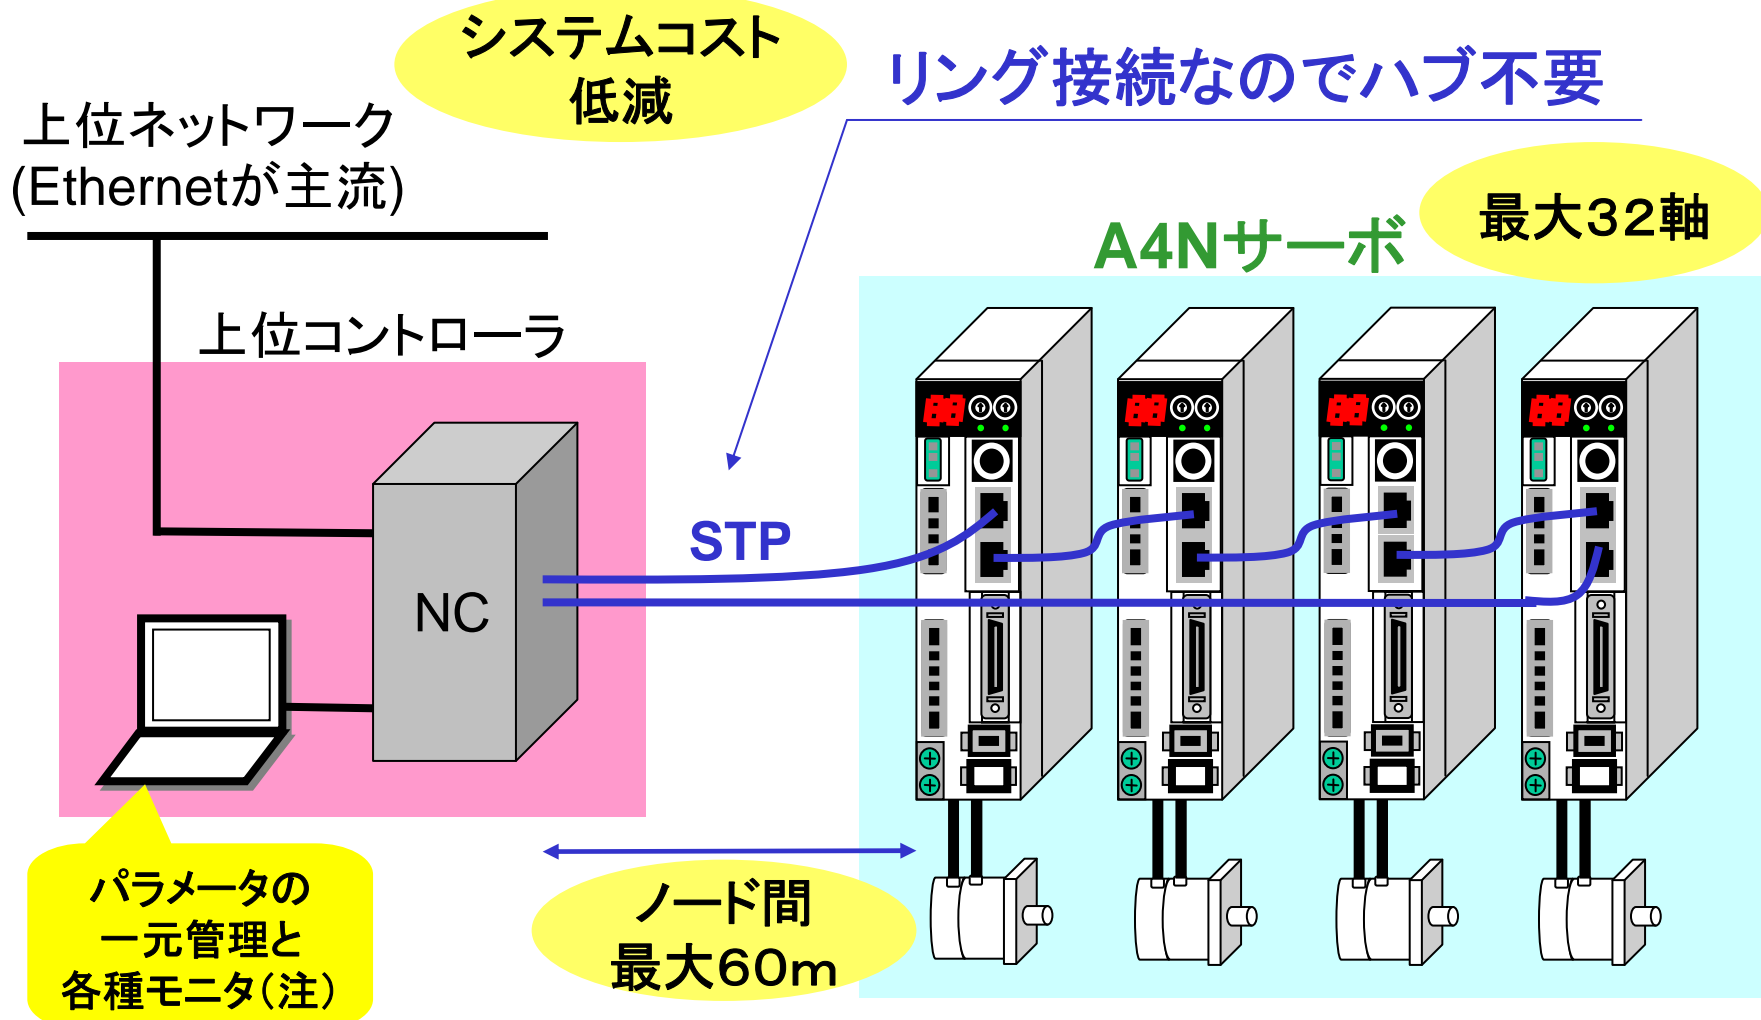 システムコスト
低減
リング接続なのでハブ不要
上位ネットワーク
(Ethernetが主流)
最大32軸
A4Nサーボ
上位コントローラ
STP
NC
パラメータの
一元管理と
各種モニタ(注)
ノード間
最大60m